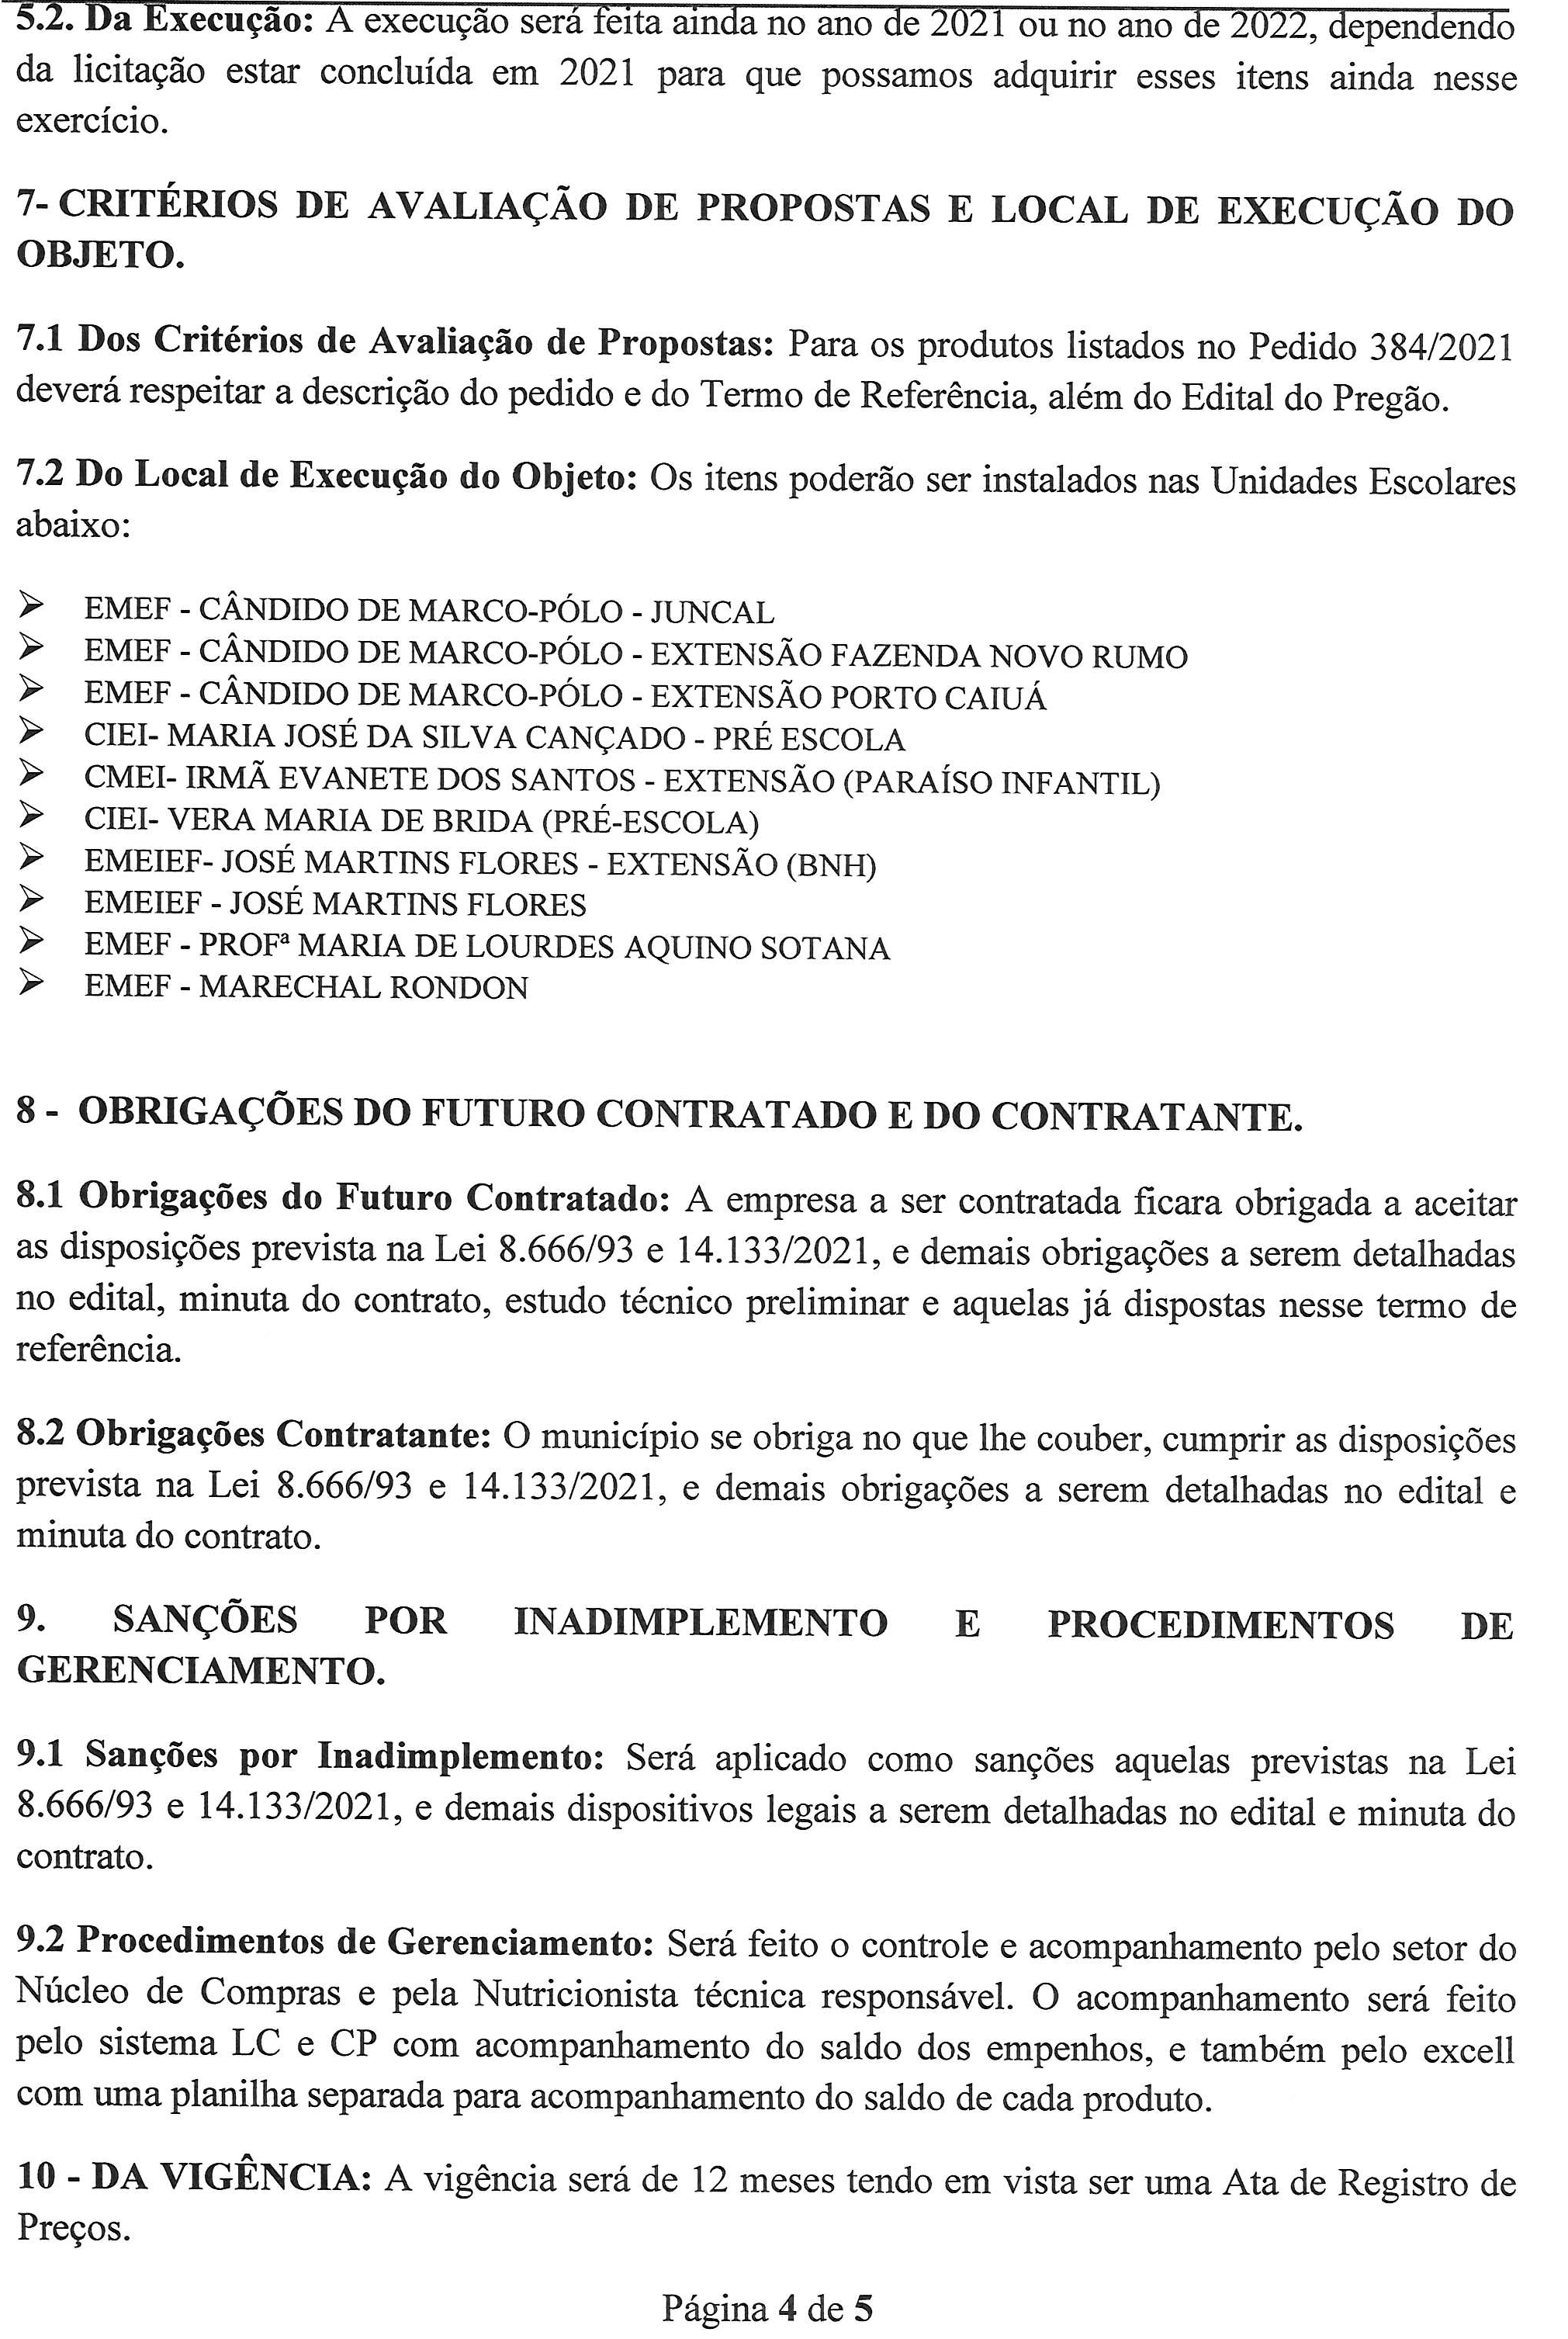 5.2. Da Execução: A execução será feita ainda no ano de 2021 ou no ano de 2022, dependendo
da licitação estar concluída em 2021 para que possamos adquirir esses itens ainda nesse
exercício.
7- CRITÉRIOS DE AVALIAÇÃO DE PROPOSTAS E LOCAL DE EXECUÇÃO DO
OBJETO.
7.1 Dos Critérios de Avaliação de Propostas: Para os produtos listados no Pedido 384/2021
deverá respeitar a descrição do pedido e do Termo de Referência, além do Edital do Pregão.
7.2 Do Local de Execução do Objeto: Os itens poderão ser instalados nas Unidades Escolares
abaixo:
➢ EMEF - CÂNDIDO DE MARCO-PÓLO - JUNCAL
➢ EMEF - CÂNDIDO DE MARCO-PÓLO - EXTENSÃO FAZENDA NOVO RUMO
➢ EMEF - CÂNDIDO DE MARCO-PÓLO - EXTENSÃO PORTO CAIUÁ
➢ CIEI- MARIA JOSÉ DA SILVA CANÇADO - PRÉ ESCOLA
➢ CMEI- IRMÃ EVANETE DOS SANTOS - EXTENSÃO (PARAÍSO INFANTIL)
➢ CIEI- VERA MARIA DE BRIDA (PRÉ-ESCOLA)
➢ EMEIEF- JOSÉ MARTINS FLORES - EXTENSÃO (BNH)
➢ EMEIEF - JOSÉ MARTINS FLORES
➢ EMEF - PROFª MARIA DE LOURDES AQUINO SOTANA
➢ EMEF - MARECHAL RONDON
8 - OBRIGAÇÕES DO FUTURO CONTRATADO E DO CONTRATANTE.
8.1 Obrigações do Futuro Contratado: A empresa a ser contratada ficara obrigada a aceitar
as disposições prevista na Lei 8.666/93 e 14.133/2021, e demais obrigações a serem detalhadas
no edital, minuta do contrato, estudo técnico preliminar e aquelas já dispostas nesse termo de
referência.
8.2 Obrigações Contratante: O município se obriga no que lhe couber, cumprir as disposições
prevista na Lei 8.666/93 e 14.133/2021, e demais obrigações a serem detalhadas no edital e
minuta do contrato.
9. SANÇÕES POR INADIMPLEMENTO E PROCEDIMENTOS DE
GERENCIAMENTO.
9.1 Sanções por Inadimplemento: Será aplicado como sanções aquelas previstas na Lei
8.666/93 e 14.133/2021, e demais dispositivos legais a serem detalhadas no edital e minuta do
contrato.
9.2 Procedimentos de Gerenciamento: Será feito o controle e acompanhamento pelo setor do
Núcleo de Compras e pela Nutricionista técnica responsável. O acompanhamento será feito
pelo sistema LC e CP com acompanhamento do saldo dos empenhos, e também pelo excell
com uma planilha separada para acompanhamento do saldo de cada produto.
10 - DA VIGÊNCIA: A vigência será de 12 meses tendo em vista ser uma Ata de Registro de
Preços.
Página 4 de 5